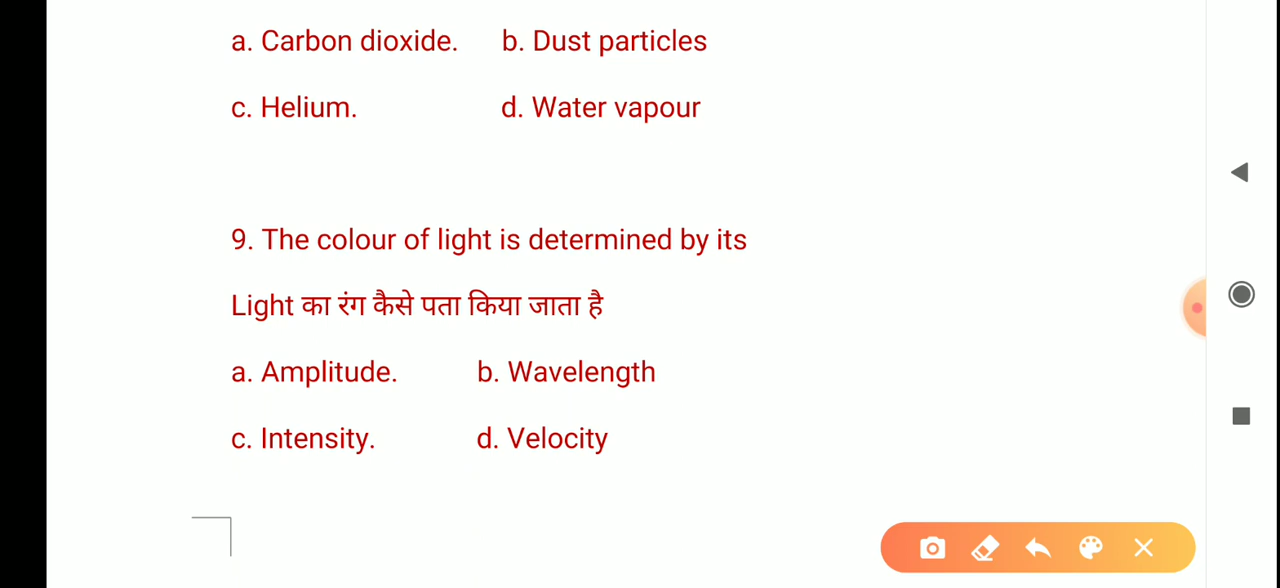 a. Carbon dioxide. b. Dust particles
c. Helium. d. Water vapour
9. The colour of light is determined by its
Light का रंग कैसे पता किया जाता है
a. Amplitude. b. Wavelength
c. Intensity. d. Velocity